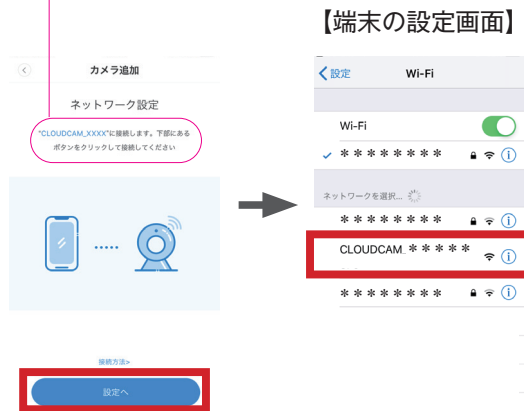 【端末の設定画面】
カメラ追加
ネットワーク設定
"CLOUDCAM_XXXX"に接続します。下部にある
ボタンをクリックして接続してください
接続方法>
設定へ
設定
Wi-Fi
Wi-Fi
********
ネットワークを選択...
********
CLOUDCAM_*****
********